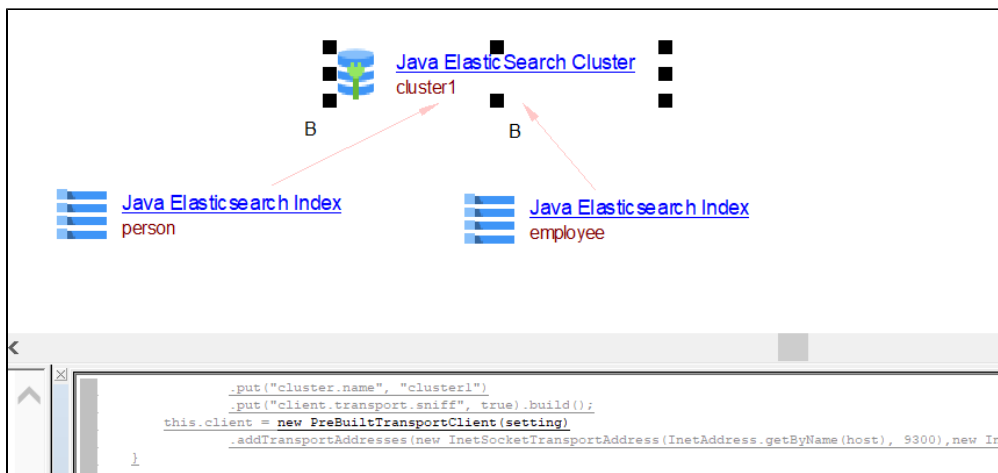 Java ElasticSearch Cluster
cluster1
B
B
Java Elasticsearch Index
person
Java Elasticsearch Index
employee
.put("cluster.name", "cluster1")
.put("client.transport.sniff", true).build();
this.client = new PreBuiltTransportClient(setting)
.addTransportAddresses(new InetSocketTransportAddress(InetAddress.getByName(host), 9300),new In
}